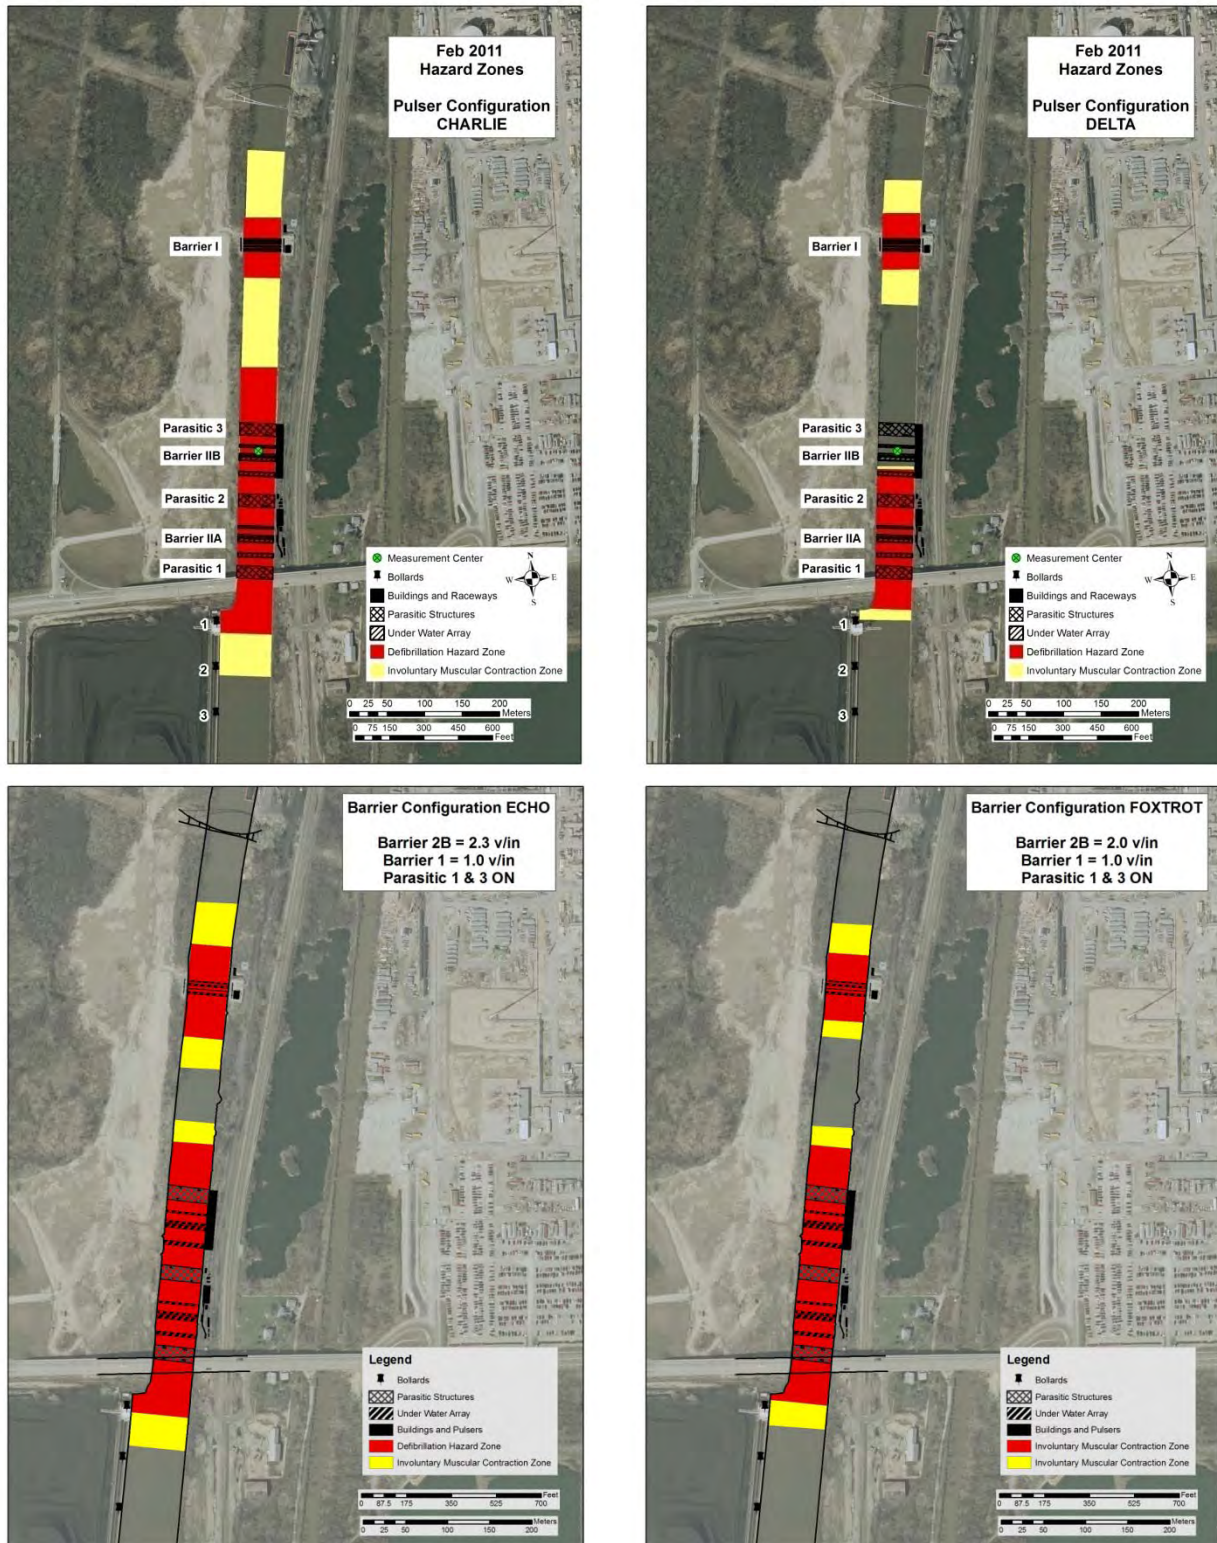 Feb 2011
Hazard Zones
Pulser Configuration
CHARLIE
Barrier I
Parasitic 3
Barrier IIB
Parasitic 2
Barrier IIA
Parasitic 1
1
2
3
Measurement Center
Bollards
Buildings and Raceways
Parasitic Structures
Under Water Array
Defibrillation Hazard Zone
Involuntary Muscular Contraction Zone
N
W E
S
0 25 50 100 150 200
Meters
0 75 150 300 450 600
Feet
Feb 2011
Hazard Zones
Pulser Configuration
DELTA
Barrier I
Parasitic 3
Barrier IIB
Parasitic 2
Barrier IIA
Parasitic 1
1
2
3
Measurement Center
Bollards
Buildings and Raceways
Parasitic Structures
Under Water Array
Defibrillation Hazard Zone
Involuntary Muscular Contraction Zone
N
W E
S
0 25 50 100 150 200
Meters
0 75 150 300 450 600
Feet
Barrier Configuration ECHO
Barrier 2B = 2.3 v/in
Barrier 1 = 1.0 v/in
Parasitic 1 & 3 ON
Legend
Bollards
Parasitic Structures
Under Water Array
Buildings and Pulsers
Defibrillation Hazard Zone
Involuntary Muscular Contraction Zone
Feet
0 87.5 175 350 525 700
Meters
0 25 50 100 150 200
Barrier Configuration FOXTROT
Barrier 2B = 2.0 v/in
Barrier 1 = 1.0 v/in
Parasitic 1 & 3 ON
Legend
Bollards
Parasitic Structures
Under Water Array
Buildings and Pulsers
Involuntary Muscular Contraction Zone
Involuntary Muscular Contraction Zone
Feet
0 87.5 175 350 525 700
Meters
0 25 50 100 150 200